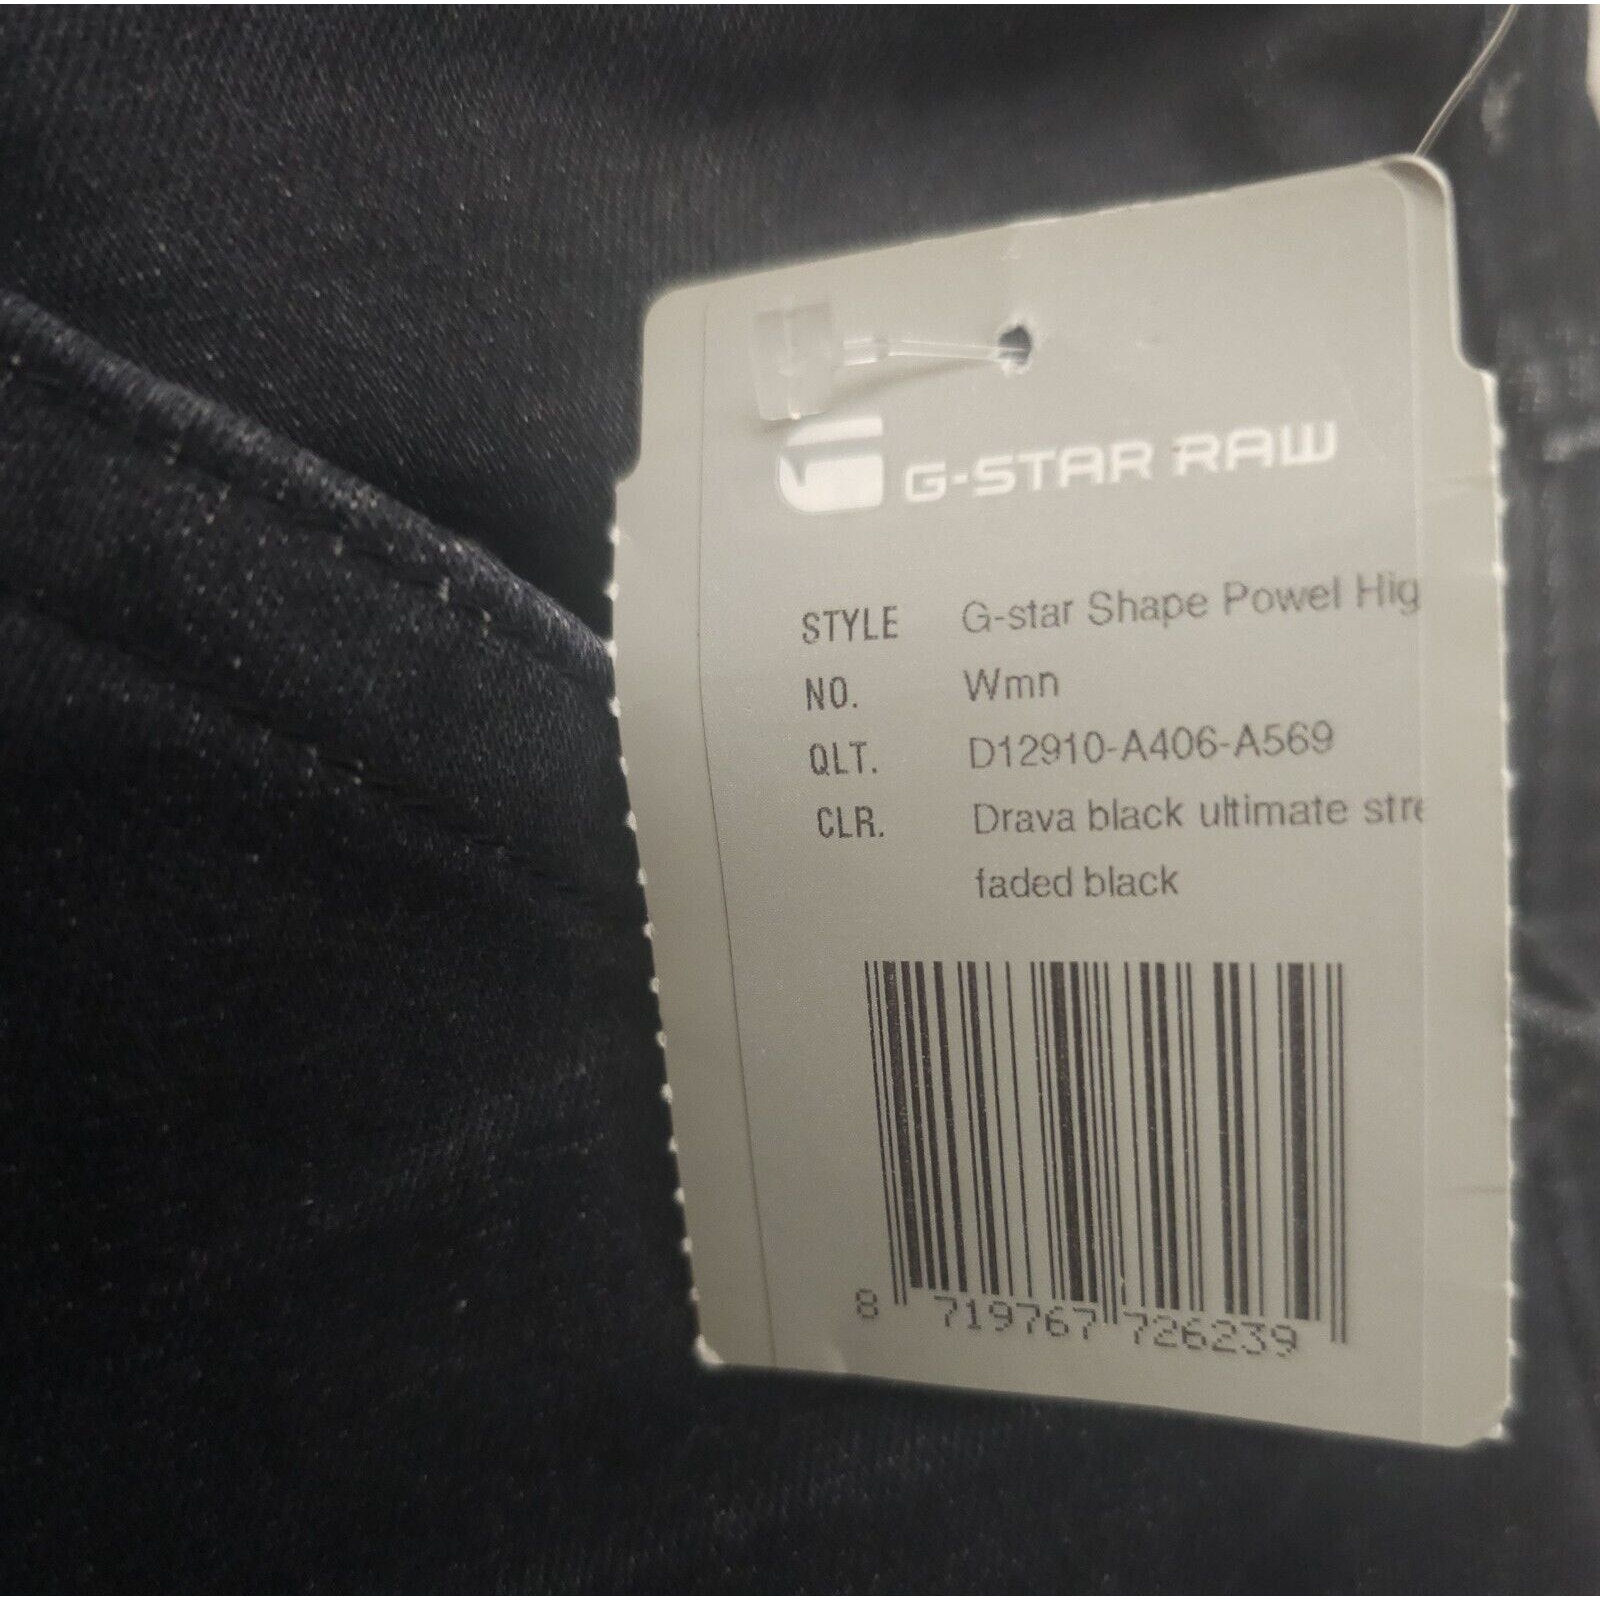 G-STAR RAW
STYLE G-star Shape Powel Hig
NO. Wmn
QLT. D12910-A406-A569
CLR. Drava black ultimate stre
faded black
8 719767 726239